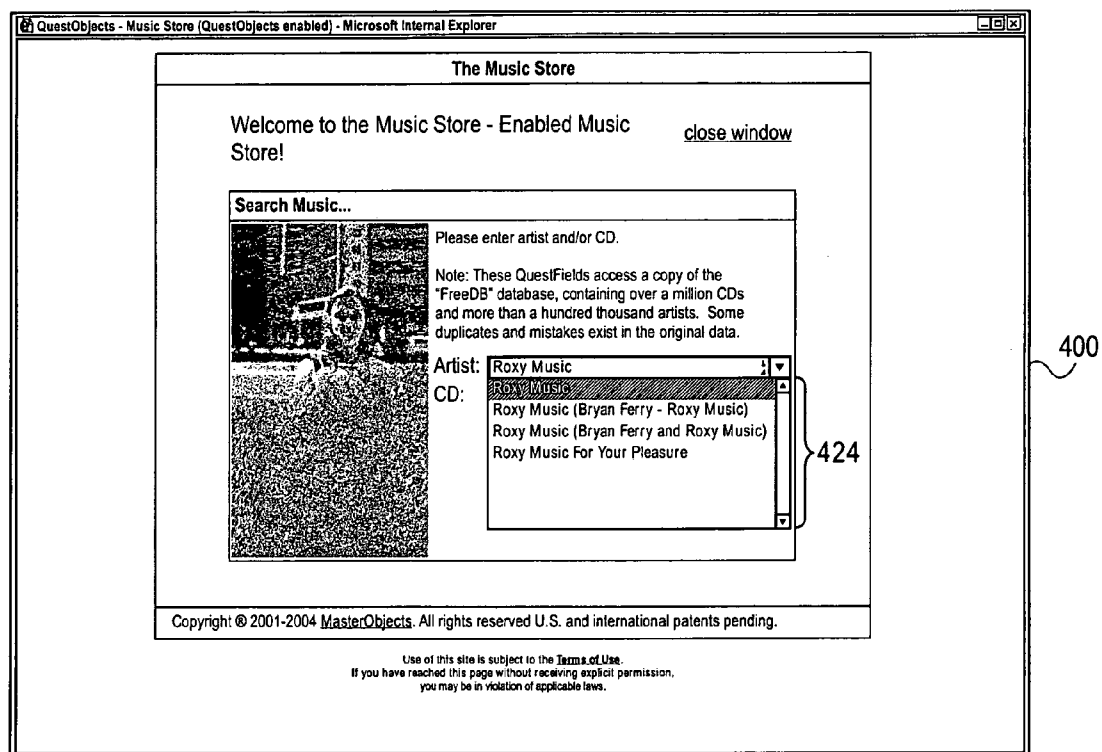 QuestObjects - Music Store (QuestObjects enabled) - Microsoft Internal Explorer
The Music Store
Welcome to the Music Store - Enabled Music
Store!
close window
Search Music...
Please enter artist and/or CD.
Note: These QuestFields access a copy of the
"FreeDB" database, containing over a million CDs
and more than a hundred thousand artists. Some
duplicates and mistakes exist in the original data.
Artist: Roxy Music
CD:
Roxy Music
Roxy Music (Bryan Ferry - Roxy Music)
Roxy Music (Bryan Ferry and Roxy Music)
Roxy Music For Your Pleasure
424
400
Copyright ® 2001-2004 MasterObjects. All rights reserved U.S. and international patents pending.
Use of this site is subject to the Terms of Use.
If you have reached this page without receiving explicit permission,
you may be in violation of applicable laws.